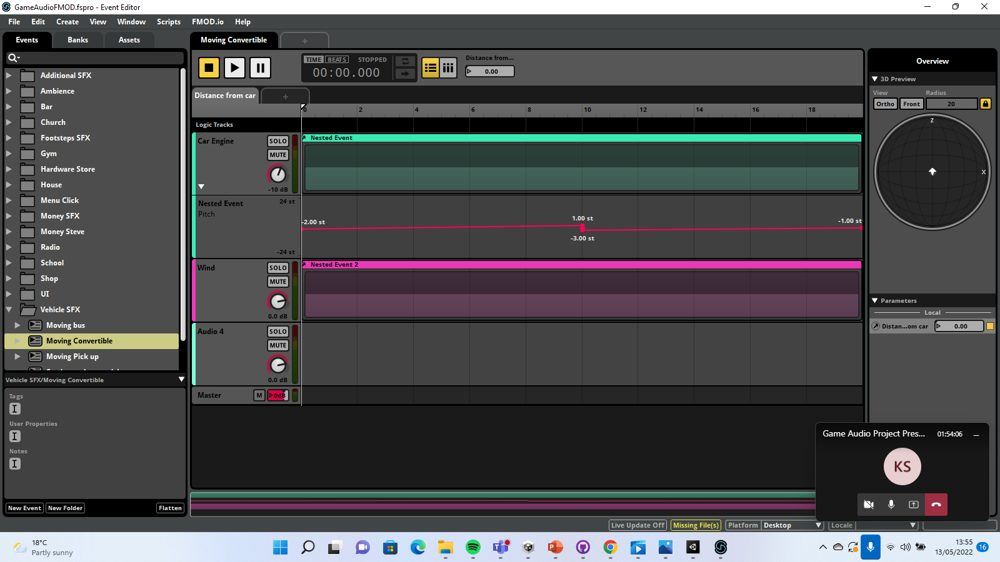 GameAudioFMOD.fspro - Event Editor
File Edit Create View Window Scripts FMOD.io Help
Events Banks Assets
Additional SFX
Ambience
Bar
Church
Footsteps SFX
Gym
Hardware Store
House
Menu Click
Money SFX
Money Steve
Radio
School
Shop
UI
Vehicle SFX
Moving bus
Moving Convertible
Moving Pick up
Vehicle SFX/Moving Convertible
Tags
User Properties
Notes
New Event New Folder Flatten
Moving Convertible +
TIME BEATS STOPPED
00:00.000
Distance from...
0.00
Distance from car +
0 2 4 6 8 10 12 14 16 18
Logic Tracks
Car Engine SOLO
MUTE
-10 dB
Nested Event
Nested Event 24 st
Pitch
-24 st
-2.00 st 1.00 st -3.00 st -1.00 st
Wind SOLO
MUTE
0.0 dB
Nested Event 2
Audio 4 SOLO
MUTE
0.0 dB
Master M 0dB
Overview
3D Preview
View Radius
Ortho Front 20
Z
X
Parameters
Local
Distan...om car 0.00
Game Audio Project Pres... 01:54:06
KS
Live Update Off Missing File(s) Platform Desktop Locale
18°C
Partly sunny
13:55
13/05/2022 16